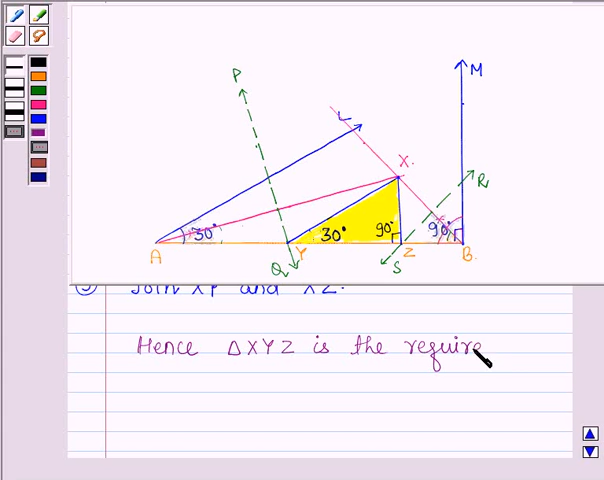 P
M
L
X.
R
30°
30°
90°
90°
A
Q
Y
S
Z
B.
Join XY and XZ.
Hence ΔXYZ is the require